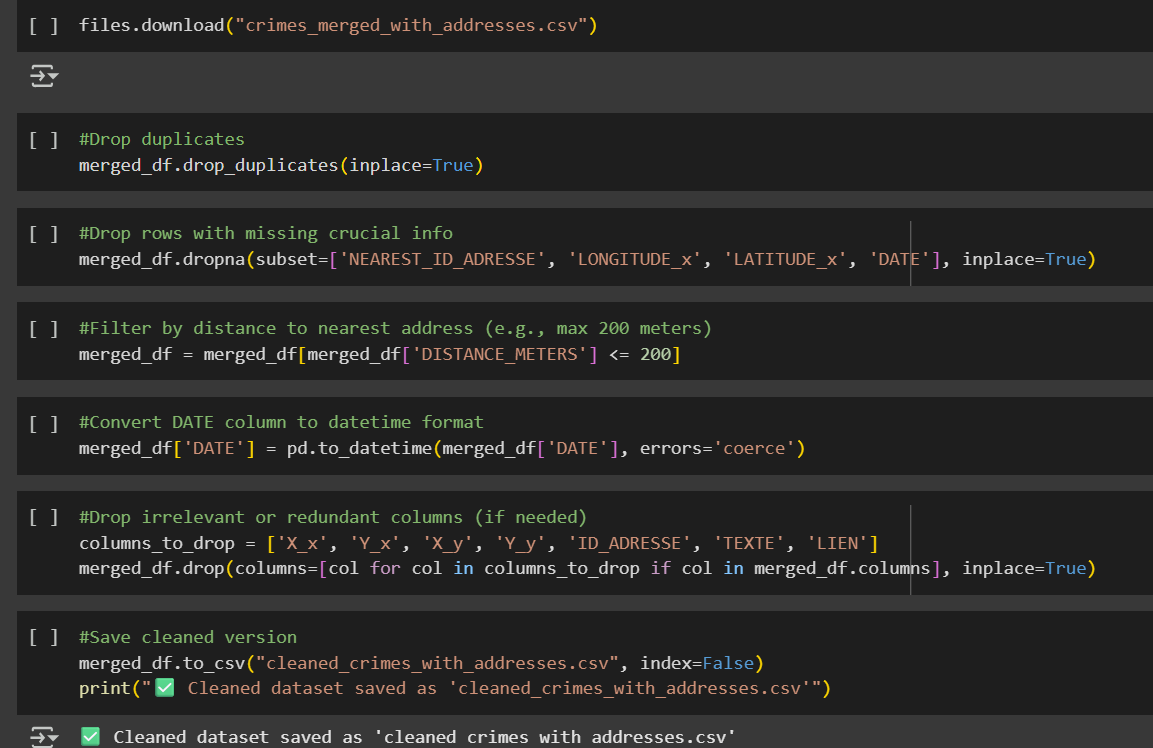 [ ] files.download("crimes_merged_with_addresses.csv")
[ ] #Drop duplicates
merged_df.drop_duplicates(inplace=True)
[ ] #Drop rows with missing crucial info
merged_df.dropna(subset=['NEAREST_ID_ADRESSE', 'LONGITUDE_x', 'LATITUDE_x', 'DATE'], inplace=True)
[ ] #Filter by distance to nearest address (e.g., max 200 meters)
merged_df = merged_df[merged_df['DISTANCE_METERS'] <= 200]
[ ] #Convert DATE column to datetime format
merged_df['DATE'] = pd.to_datetime(merged_df['DATE'], errors='coerce')
[ ] #Drop irrelevant or redundant columns (if needed)
columns_to_drop = ['X_x', 'Y_x', 'X_y', 'Y_y', 'ID_ADRESSE', 'TEXTE', 'LIEN']
merged_df.drop(columns=[col for col in columns_to_drop if col in merged_df.columns], inplace=True)
[ ] #Save cleaned version
merged_df.to_csv("cleaned_crimes_with_addresses.csv", index=False)
print("✅ Cleaned dataset saved as 'cleaned_crimes_with_addresses.csv'")
✅ Cleaned dataset saved as 'cleaned_crimes_with_addresses.csv'